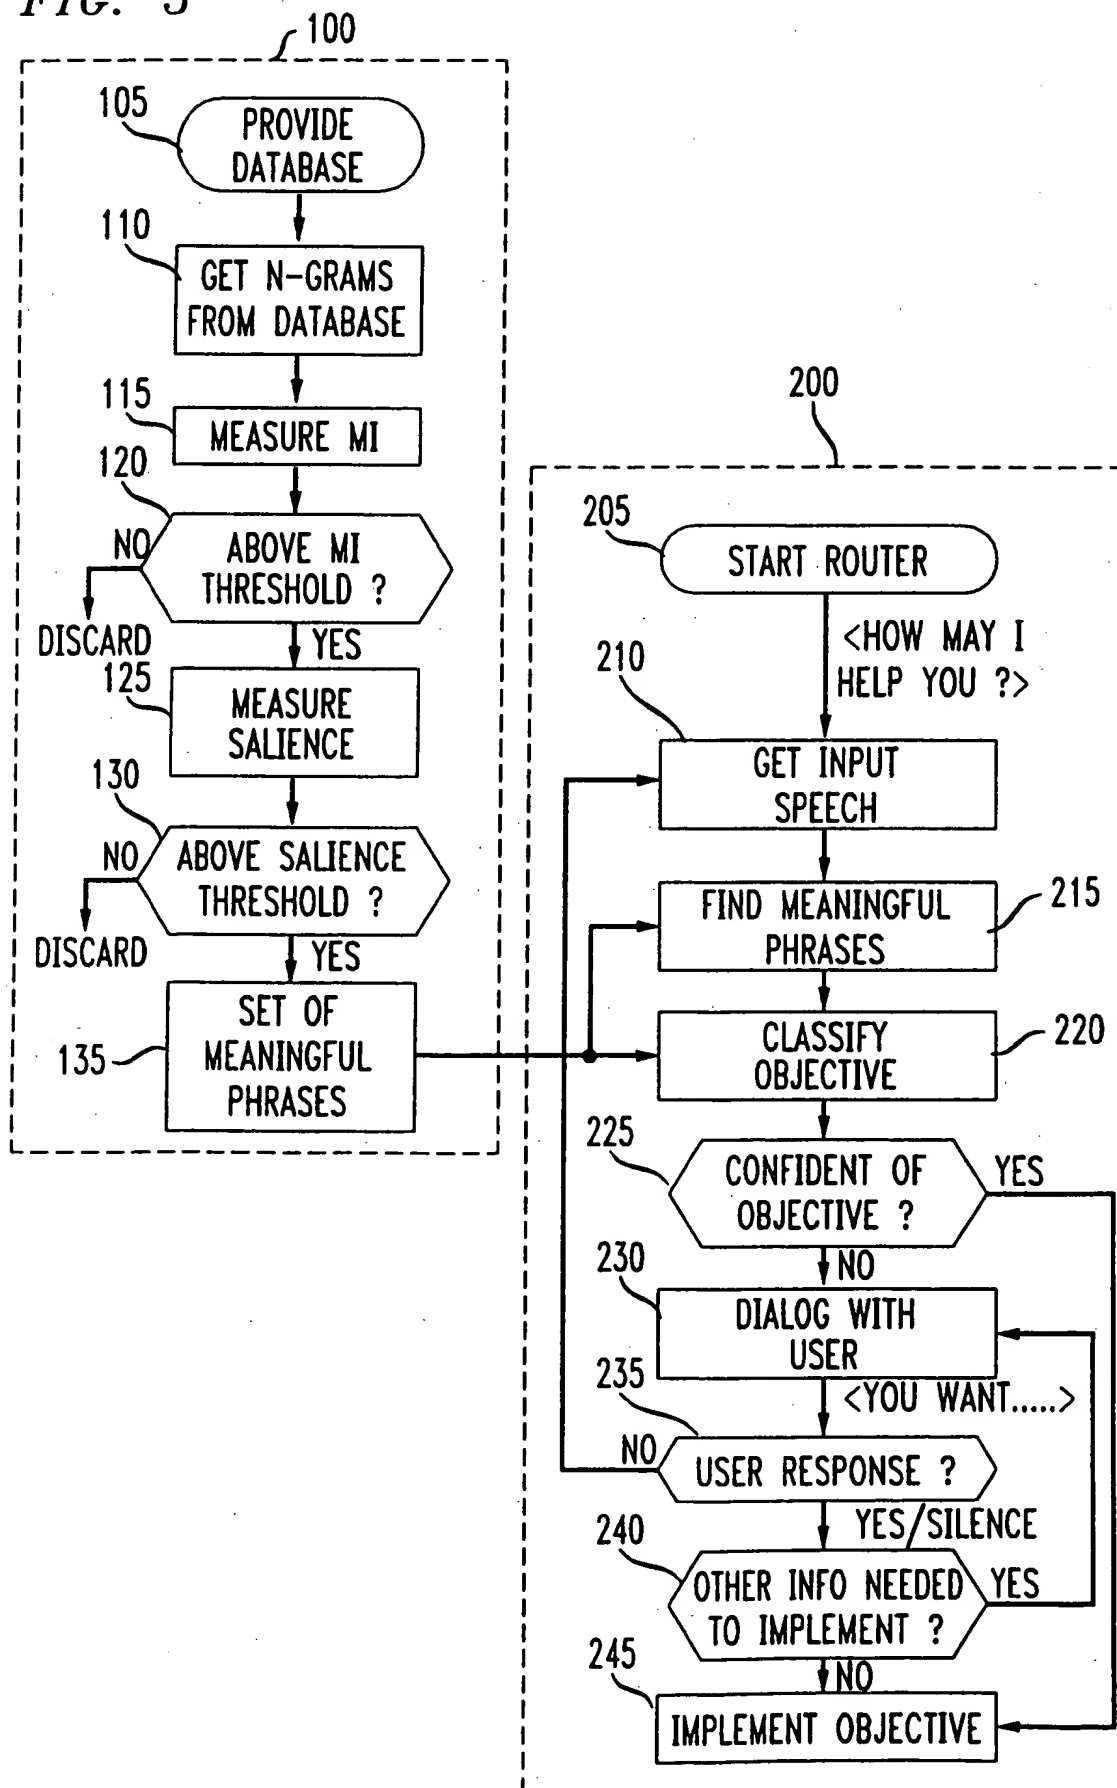 FIG. 3
100
105
PROVIDE
DATABASE
110
GET N-GRAMS
FROM DATABASE
115
MEASURE MI
120
ABOVE MI
THRESHOLD ?
NO
DISCARD
YES
125
MEASURE
SALIENCE
130
ABOVE SALIENCE
THRESHOLD ?
NO
DISCARD
YES
135
SET OF
MEANINGFUL
PHRASES
200
205
START ROUTER
<HOW MAY I
HELP YOU ?>
210
GET INPUT
SPEECH
FIND MEANINGFUL
PHRASES
215
CLASSIFY
OBJECTIVE
220
225
CONFIDENT OF
OBJECTIVE ?
YES
NO
230
DIALOG WITH
USER
<YOU WANT.....>
235
NO
USER RESPONSE ?
YES/SILENCE
240
OTHER INFO NEEDED
TO IMPLEMENT ?
YES
NO
245
IMPLEMENT OBJECTIVE